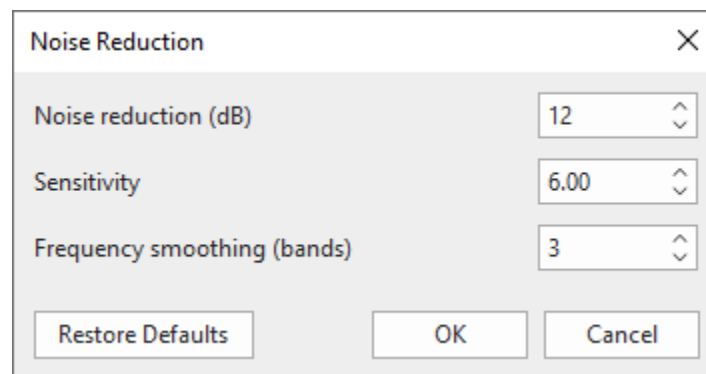 Noise Reduction
Noise reduction (dB) 12
Sensitivity 6.00
Frequency smoothing (bands) 3
Restore Defaults OK Cancel